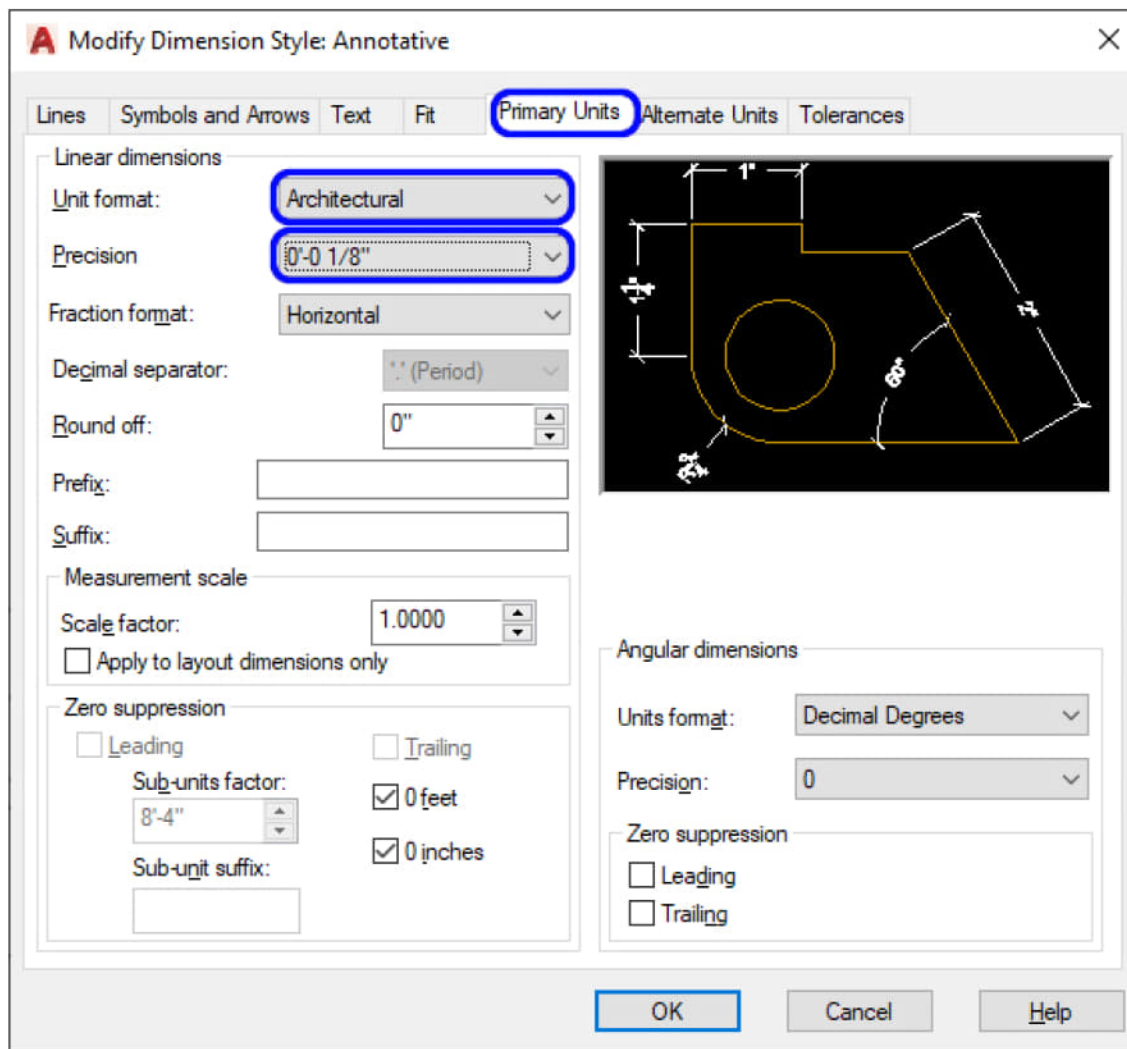 Modify Dimension Style: Annotative
Lines Symbols and Arrows Text Fit Primary Units Alternate Units Tolerances
Linear dimensions
Unit format: Architectural
Precision 0'-0 1/8"
Fraction format: Horizontal
Decimal separator: '.' (Period)
Round off: 0"
Prefix:
Suffix:
Measurement scale
Scale factor: 1.0000
Apply to layout dimensions only
Zero suppression
Leading Trailing
Sub-units factor: 0 feet
8'-4"
0 inches
Sub-unit suffix:
1"
60°
Angular dimensions
Units format: Decimal Degrees
Precision: 0
Zero suppression
Leading
Trailing
OK Cancel Help